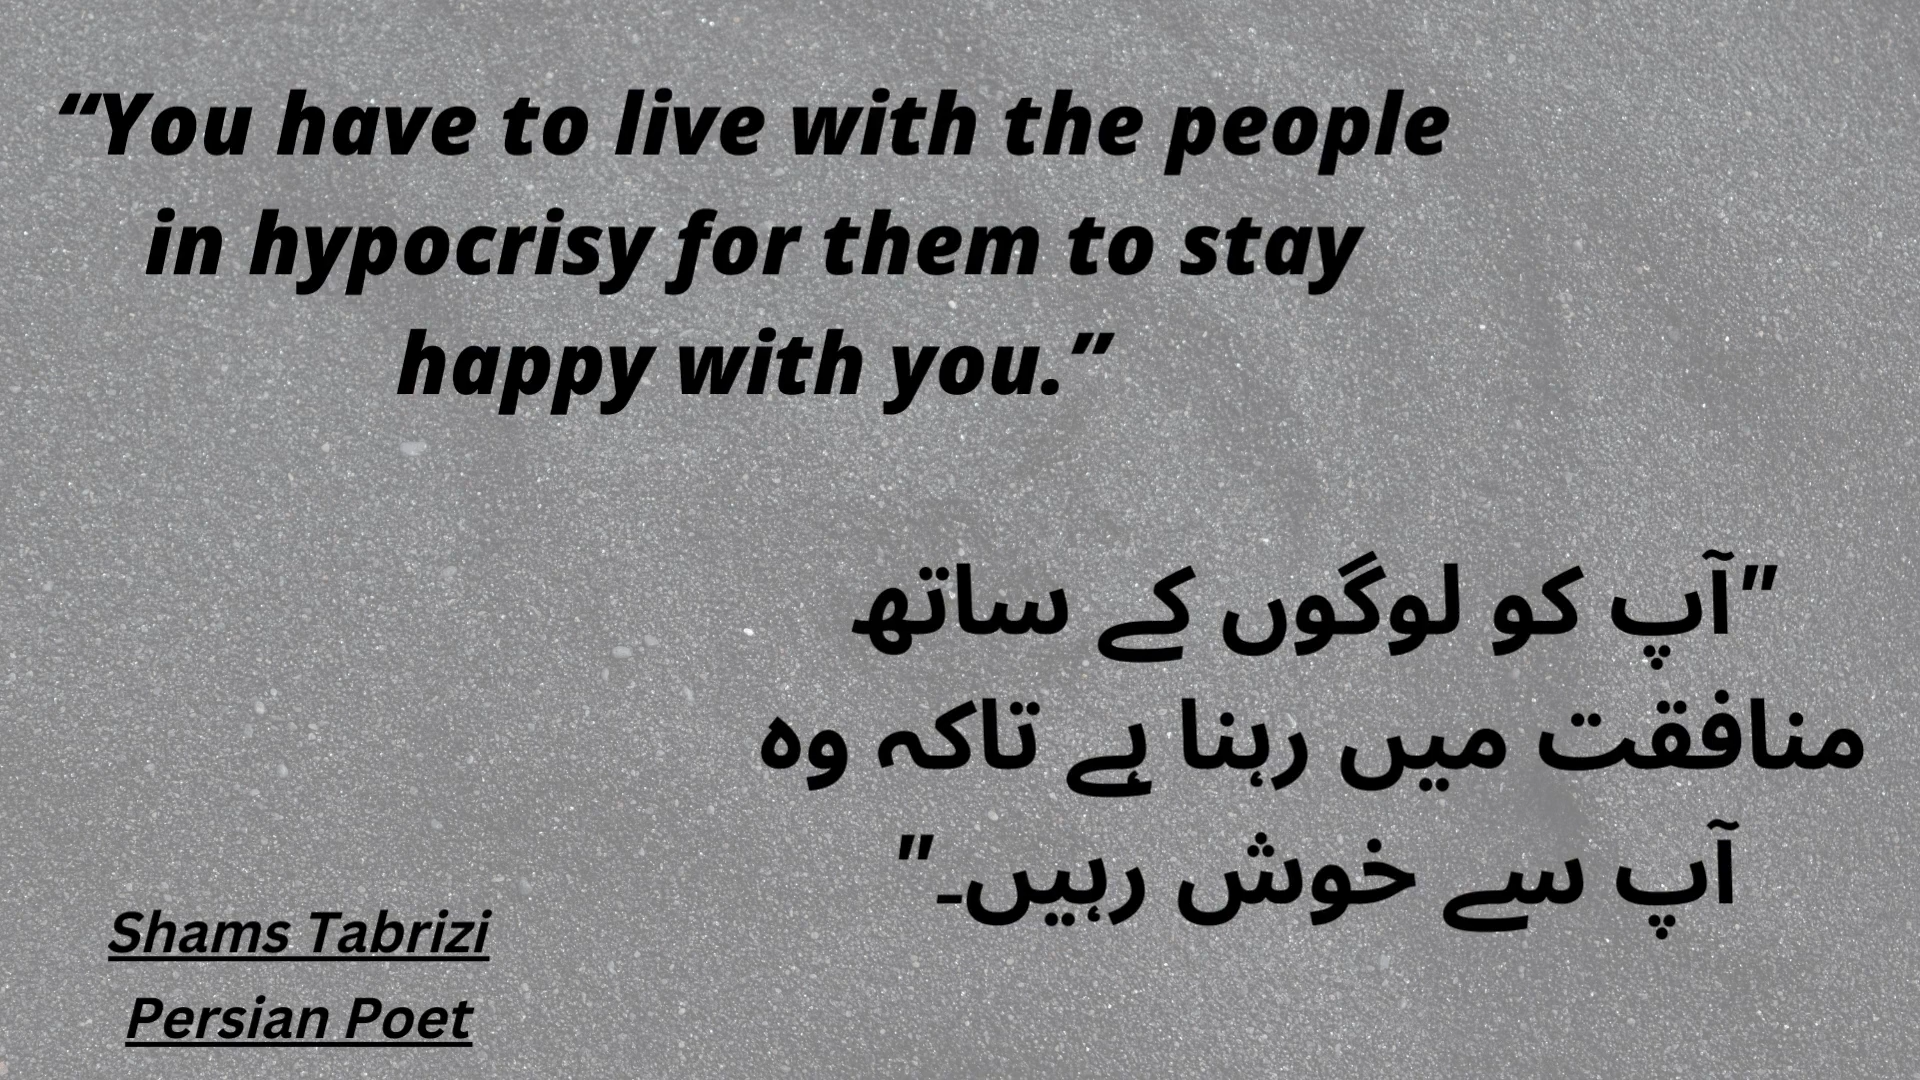 “You have to live with the people
in hypocrisy for them to stay
happy with you.”
"آپ کو لوگوں کے ساتھ
منافقت میں رہنا ہے تاکہ وہ
آپ سے خوش رہیں۔"
Shams Tabrizi
Persian Poet